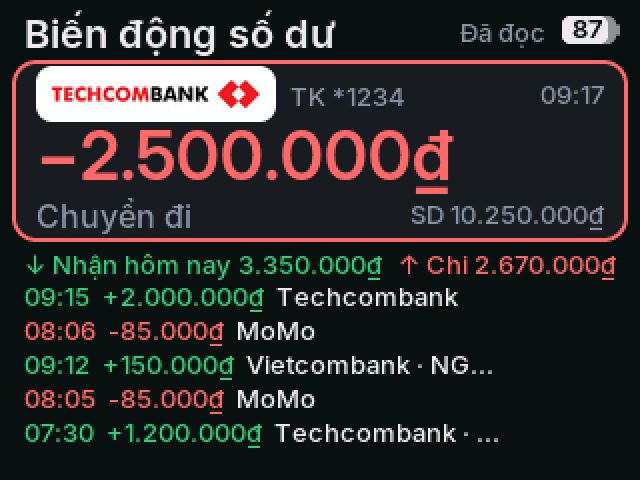 Biến động số dư Đã đọc 87
TECHCOMBANK TK *1234 09:17
−2.500.000₫
Chuyển đi SD 10.250.000₫
↓ Nhận hôm nay 3.350.000₫ ↑ Chi 2.670.000₫
09:15 +2.000.000₫ Techcombank
08:06 -85.000₫ MoMo
09:12 +150.000₫ Vietcombank · NG...
08:05 -85.000₫ MoMo
07:30 +1.200.000₫ Techcombank · ...